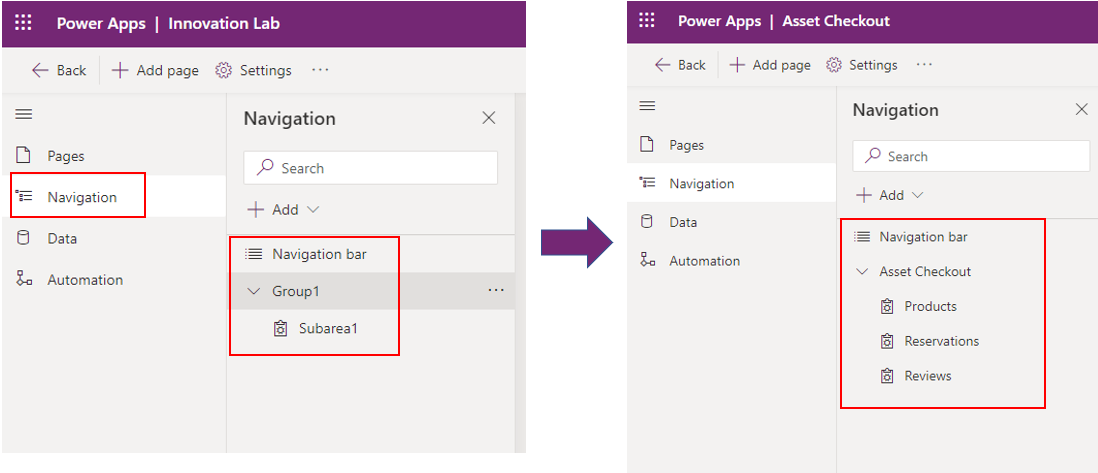 Power Apps | Innovation Lab
Back
Add page
Settings
...
Pages
Navigation
Data
Automation
Navigation
Search
Add
Navigation bar
Group1
...
Subarea1
Power Apps | Asset Checkout
Back
Add page
Settings
...
Pages
Navigation
Data
Automation
Navigation
Search
Add
Navigation bar
Asset Checkout
Products
Reservations
Reviews